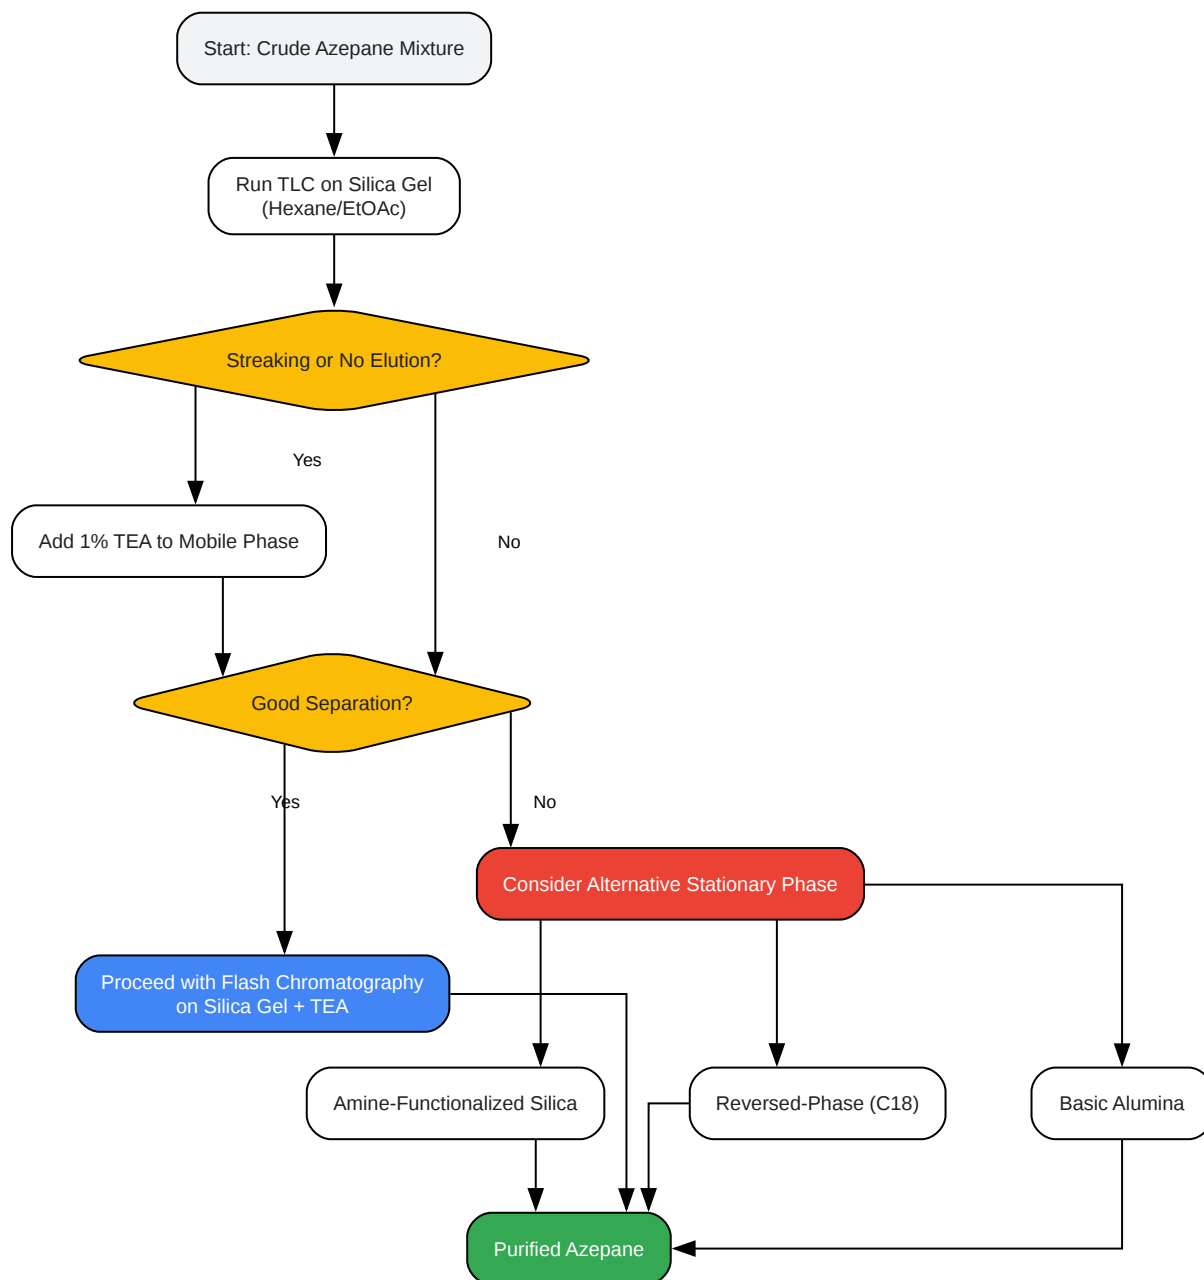 Start: Crude Azepane Mixture
Run TLC on Silica Gel
(Hexane/EtOAc)
Streaking or No Elution?
Yes
Add 1% TEA to Mobile Phase
No
Good Separation?
Yes
No
Consider Alternative Stationary Phase
Proceed with Flash Chromatography
on Silica Gel + TEA
Amine-Functionalized Silica
Reversed-Phase (C18)
Basic Alumina
Purified Azepane